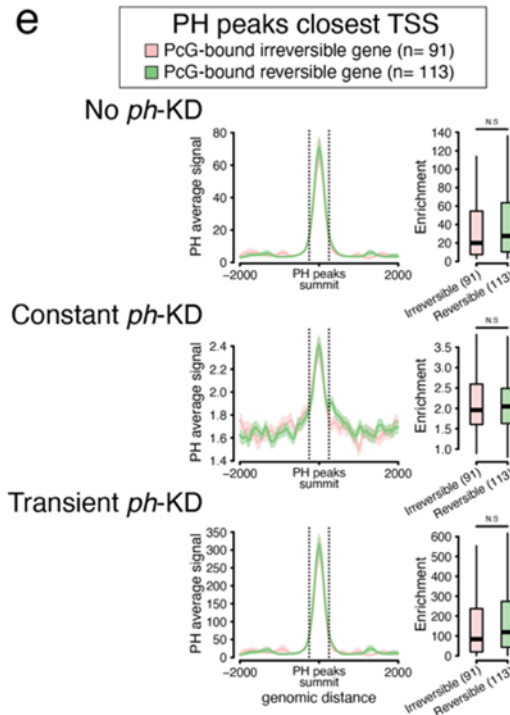 e
PH peaks closest TSS
PcG-bound irreversible gene (n= 91)
PcG-bound reversible gene (n= 113)
No ph-KD
PH average signal
80
60
40
20
0
−2000
PH peaks
summit
2000
Enrichment
140
120
100
80
60
40
20
0
N.S
Irreversible (91)
Reversible (113)
Constant ph-KD
PH average signal
2.4
2.2
2.0
1.8
1.6
1.4
−2000
PH peaks
summit
2000
Enrichment
3.5
3.0
2.5
2.0
1.5
1.0
N.S
Irreversible (91)
Reversible (113)
Transient ph-KD
PH average signal
350
300
250
200
150
100
50
0
−2000
PH peaks
summit
2000
genomic distance
Enrichment
600
500
400
300
200
100
0
N.S
Irreversible (91)
Reversible (113)